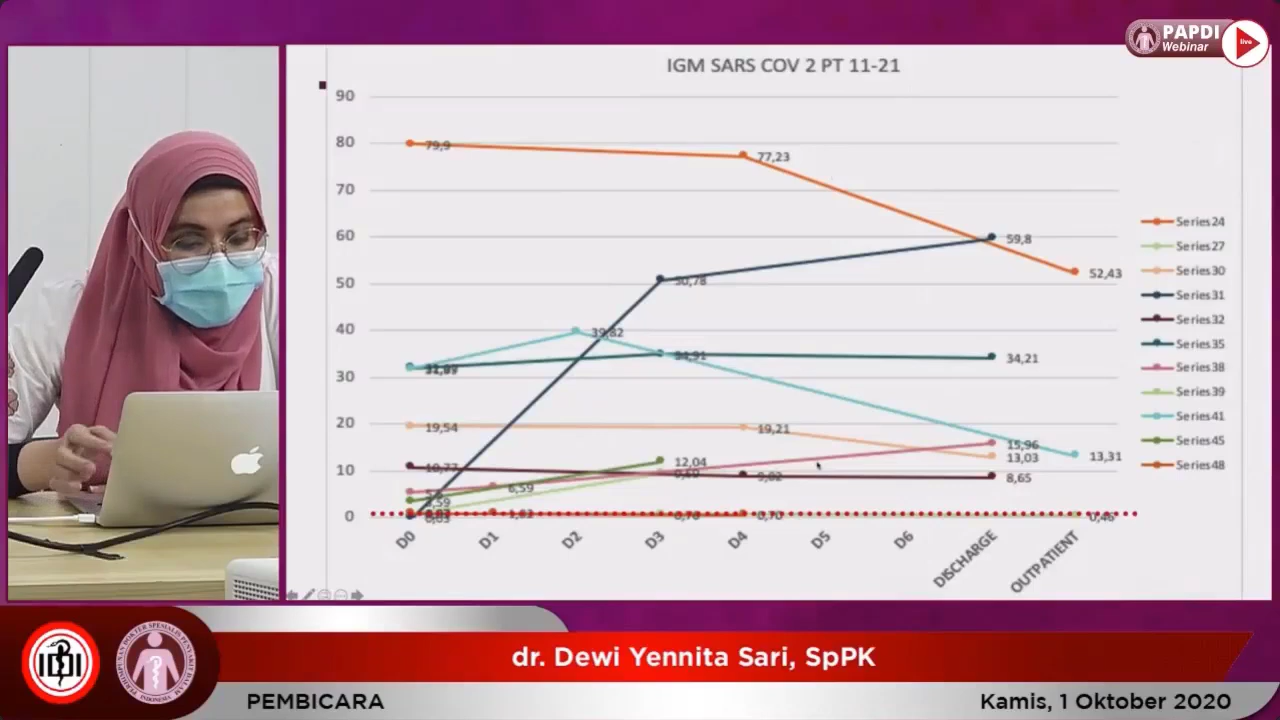 PAPDI
Webinar
live
IGM SARS COV 2 PT 11-21
90
80
70
60
50
40
30
20
10
0
79,9
77,23
59,8
52,43
50,78
39,82
34,21
19,54
19,21
15,96
13,03
13,31
12,04
10,77
8,65
6,59
D0
D1
D2
D3
D4
D5
D6
DISCHARGE
OUTPATIENT
Series24
Series27
Series30
Series31
Series32
Series35
Series38
Series39
Series41
Series45
Series48
IDI
dr. Dewi Yennita Sari, SpPK
PEMBICARA
Kamis, 1 Oktober 2020